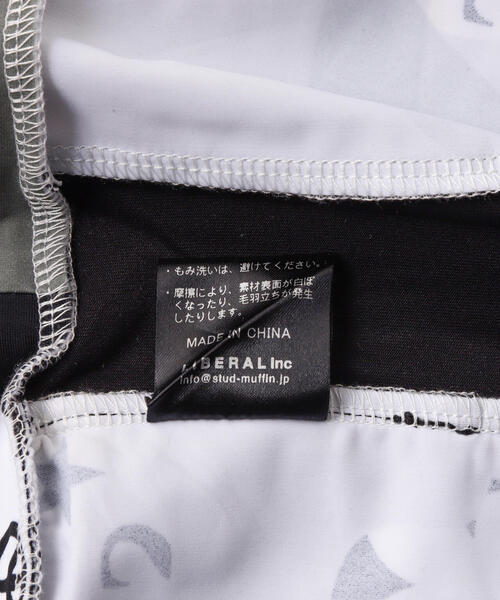 ・もみ洗いは、避けてください。
・摩擦により、素材表面が白ぽ
くなったり、毛羽立ちが発生
したりします。
MADE IN CHINA
LIBERAL Inc
info@stud-muffin.jp